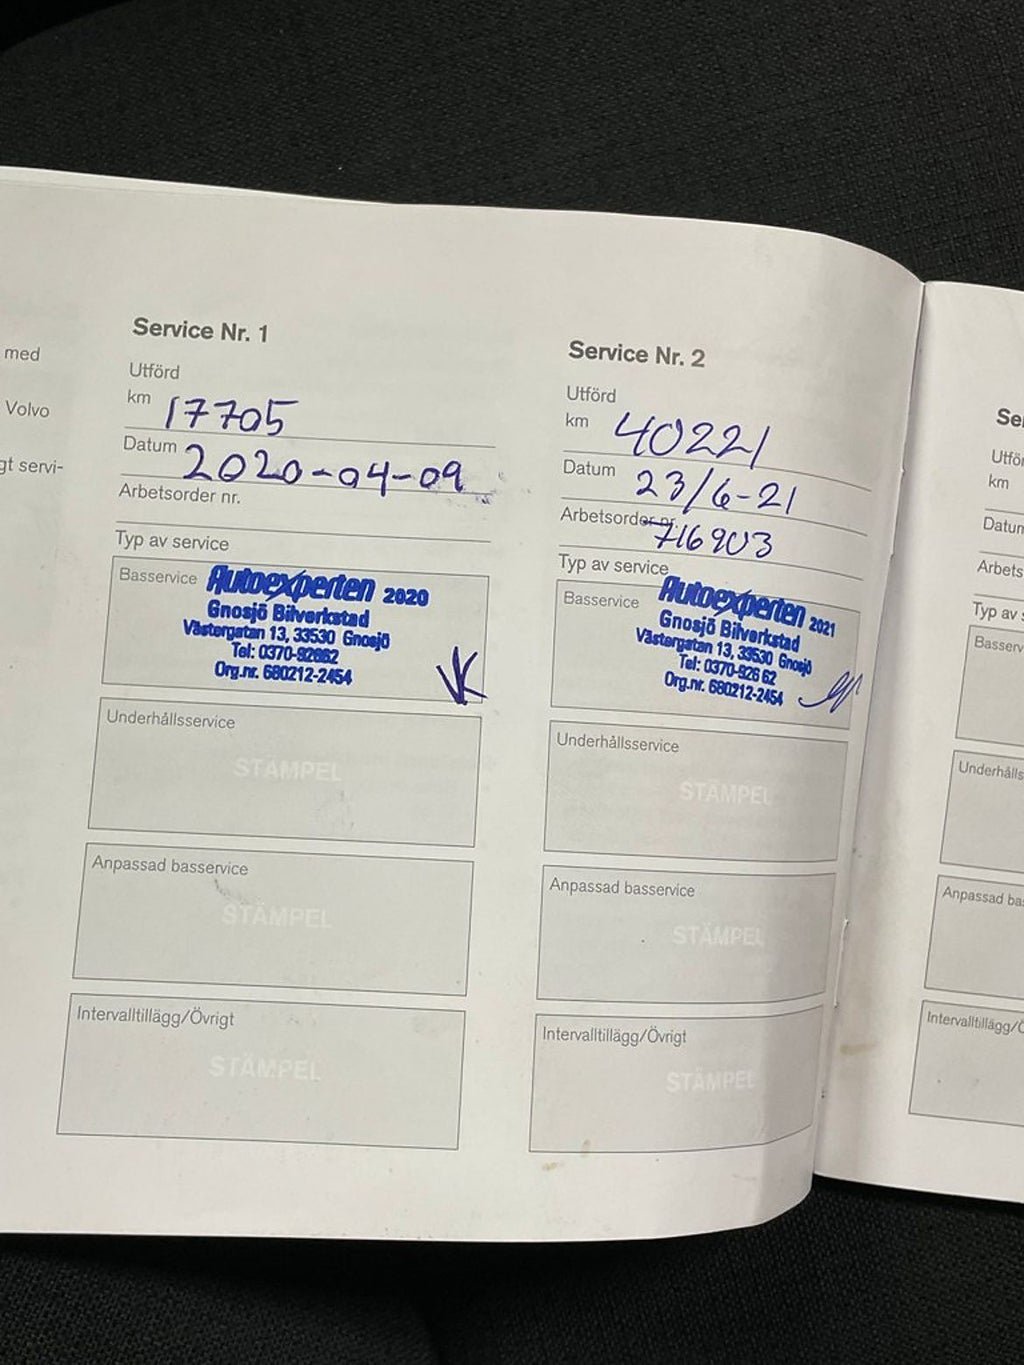 med
Volvo
gt servi-
Service Nr. 1
Utförd
km 17705
Datum 2020-04-09
Arbetsorder nr.
Typ av service
Basservice
Autoexperten 2020
Gnosjö Bilverkstad
Västergatan 13, 33530 Gnosjö
Tel: 0370-92662
Org.nr. 680212-2454
VK
Underhållsservice
STÄMPEL
Anpassad basservice
STÄMPEL
Intervalltillägg/Övrigt
STÄMPEL
Service Nr. 2
Utförd
km 40221
Datum 23/6-21
Arbetsorder nr. 716903
Typ av service
Basservice
Autoexperten 2021
Gnosjö Bilverkstad
Västergatan 13, 33530 Gnosjö
Tel: 0370-926 62
Org.nr. 680212-2454
Underhållsservice
STÄMPEL
Anpassad basservice
STÄMPEL
Intervalltillägg/Övrigt
STÄMPEL
Se
Utför
km
Datum
Arbets
Typ av s
Basserv
Underhålls
Anpassad ba
Intervalltillägg/Ö